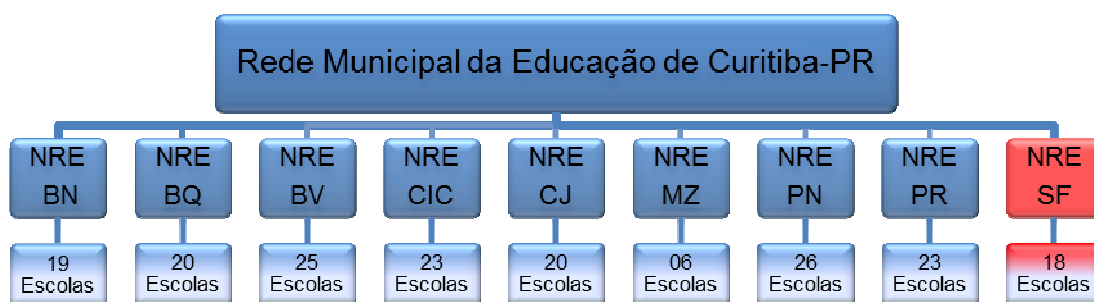 Rede Municipal da Educação de Curitiba-PR
NRE BN
NRE BQ
NRE BV
NRE CIC
NRE CJ
NRE MZ
NRE PN
NRE PR
NRE SF
19 Escolas
20 Escolas
25 Escolas
23 Escolas
20 Escolas
06 Escolas
26 Escolas
23 Escolas
18 Escolas